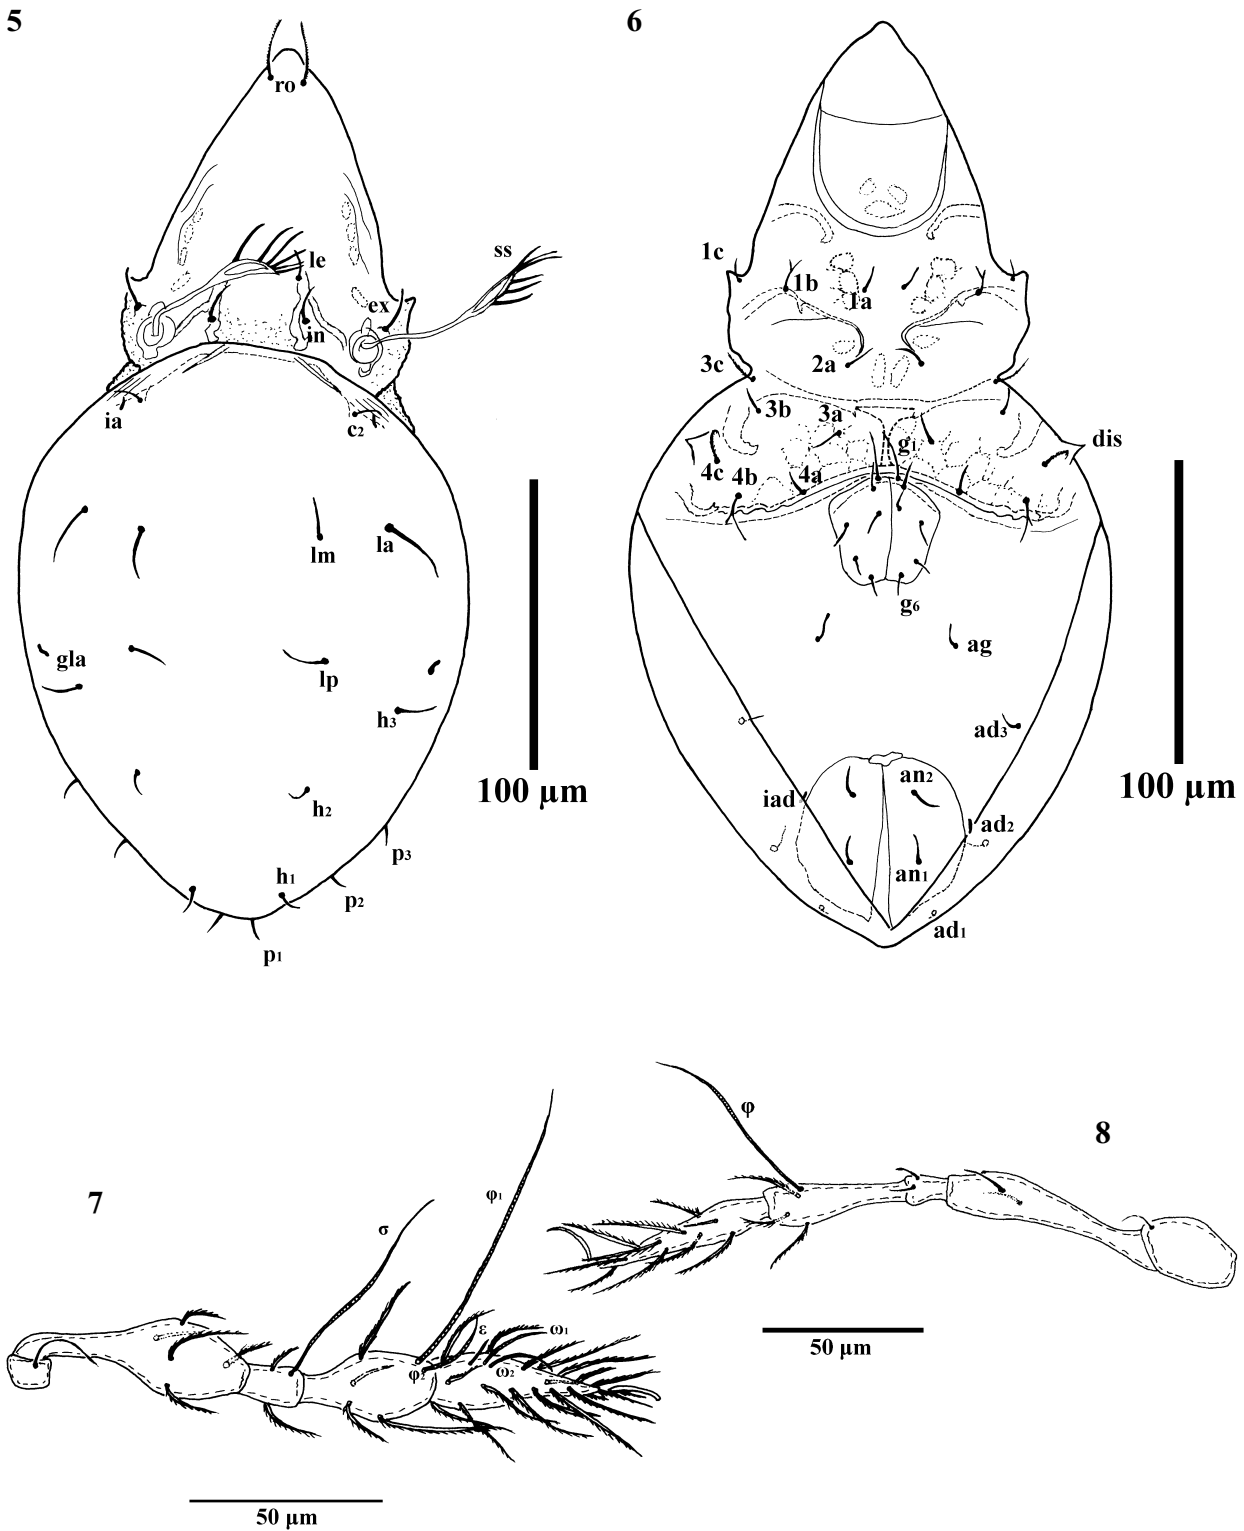 5
ro
le
ss
ex
in
ia
c2
lm
la
gla
lp
h3
h2
p3
h1
p2
p1
100 µm
6
1c
1b
1a
3c
2a
3b
3a
dis
g1
4c
4b
4a
g6
ag
ad3
an2
iad
ad2
an1
ad1
100 µm
7
σ
φ1
ε
ω1
φ2
ω2
50 µm
8
φ
50 µm